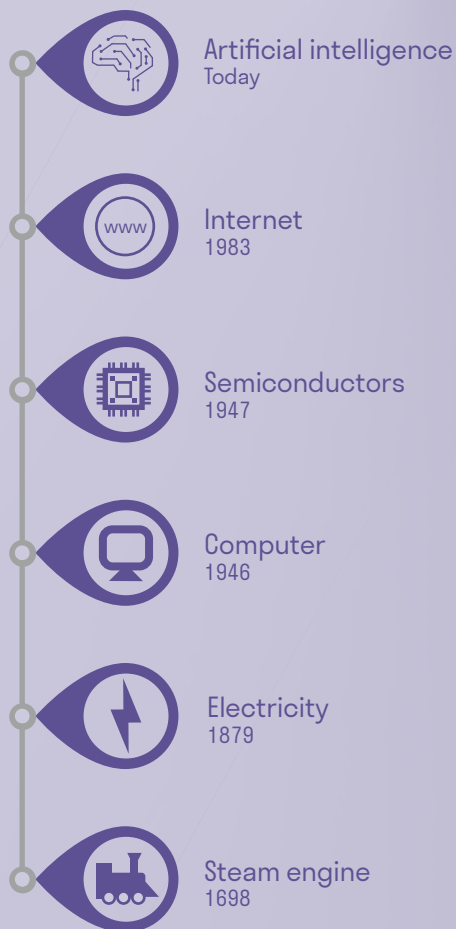 Artificial intelligence
Today
www
Internet
1983
Semiconductors
1947
Computer
1946
Electricity
1879
Steam engine
1698